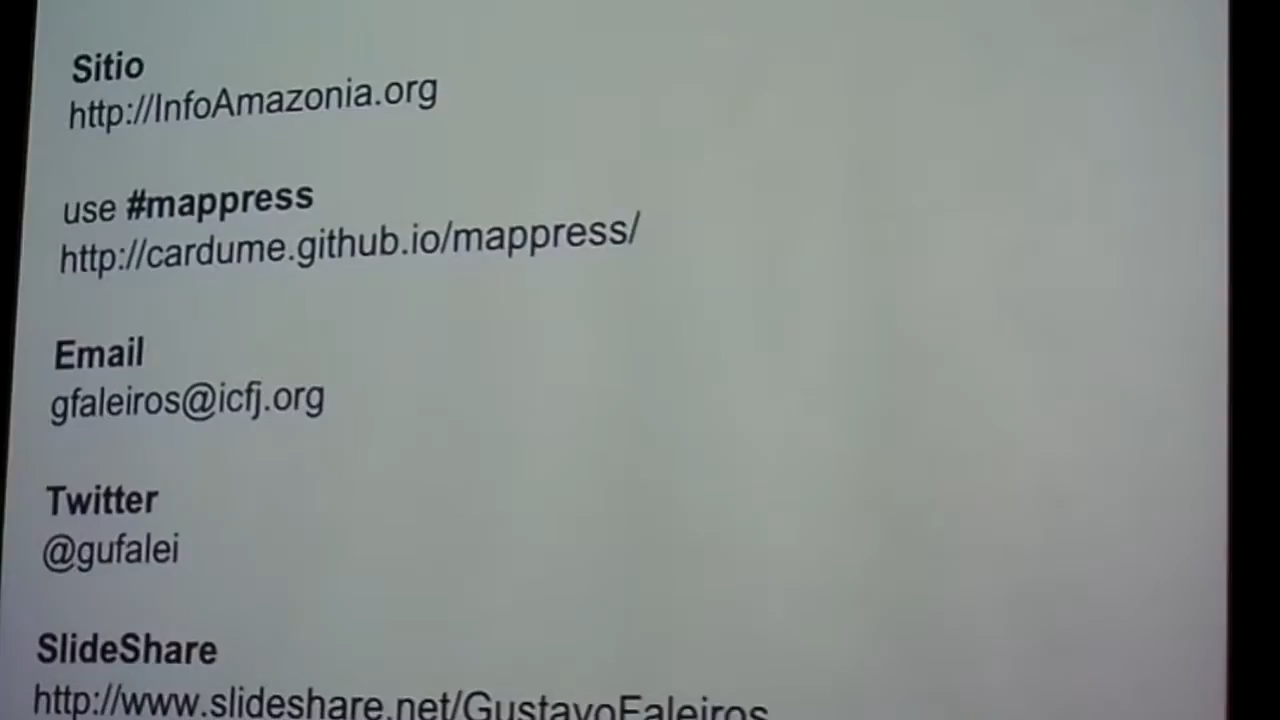 Sitio
http://InfoAmazonia.org
use #mappress
http://cardume.github.io/mappress/
Email
gfaleiros@icfj.org
Twitter
@gufalei
SlideShare
http://www.slideshare.net/GustavoFaleiros